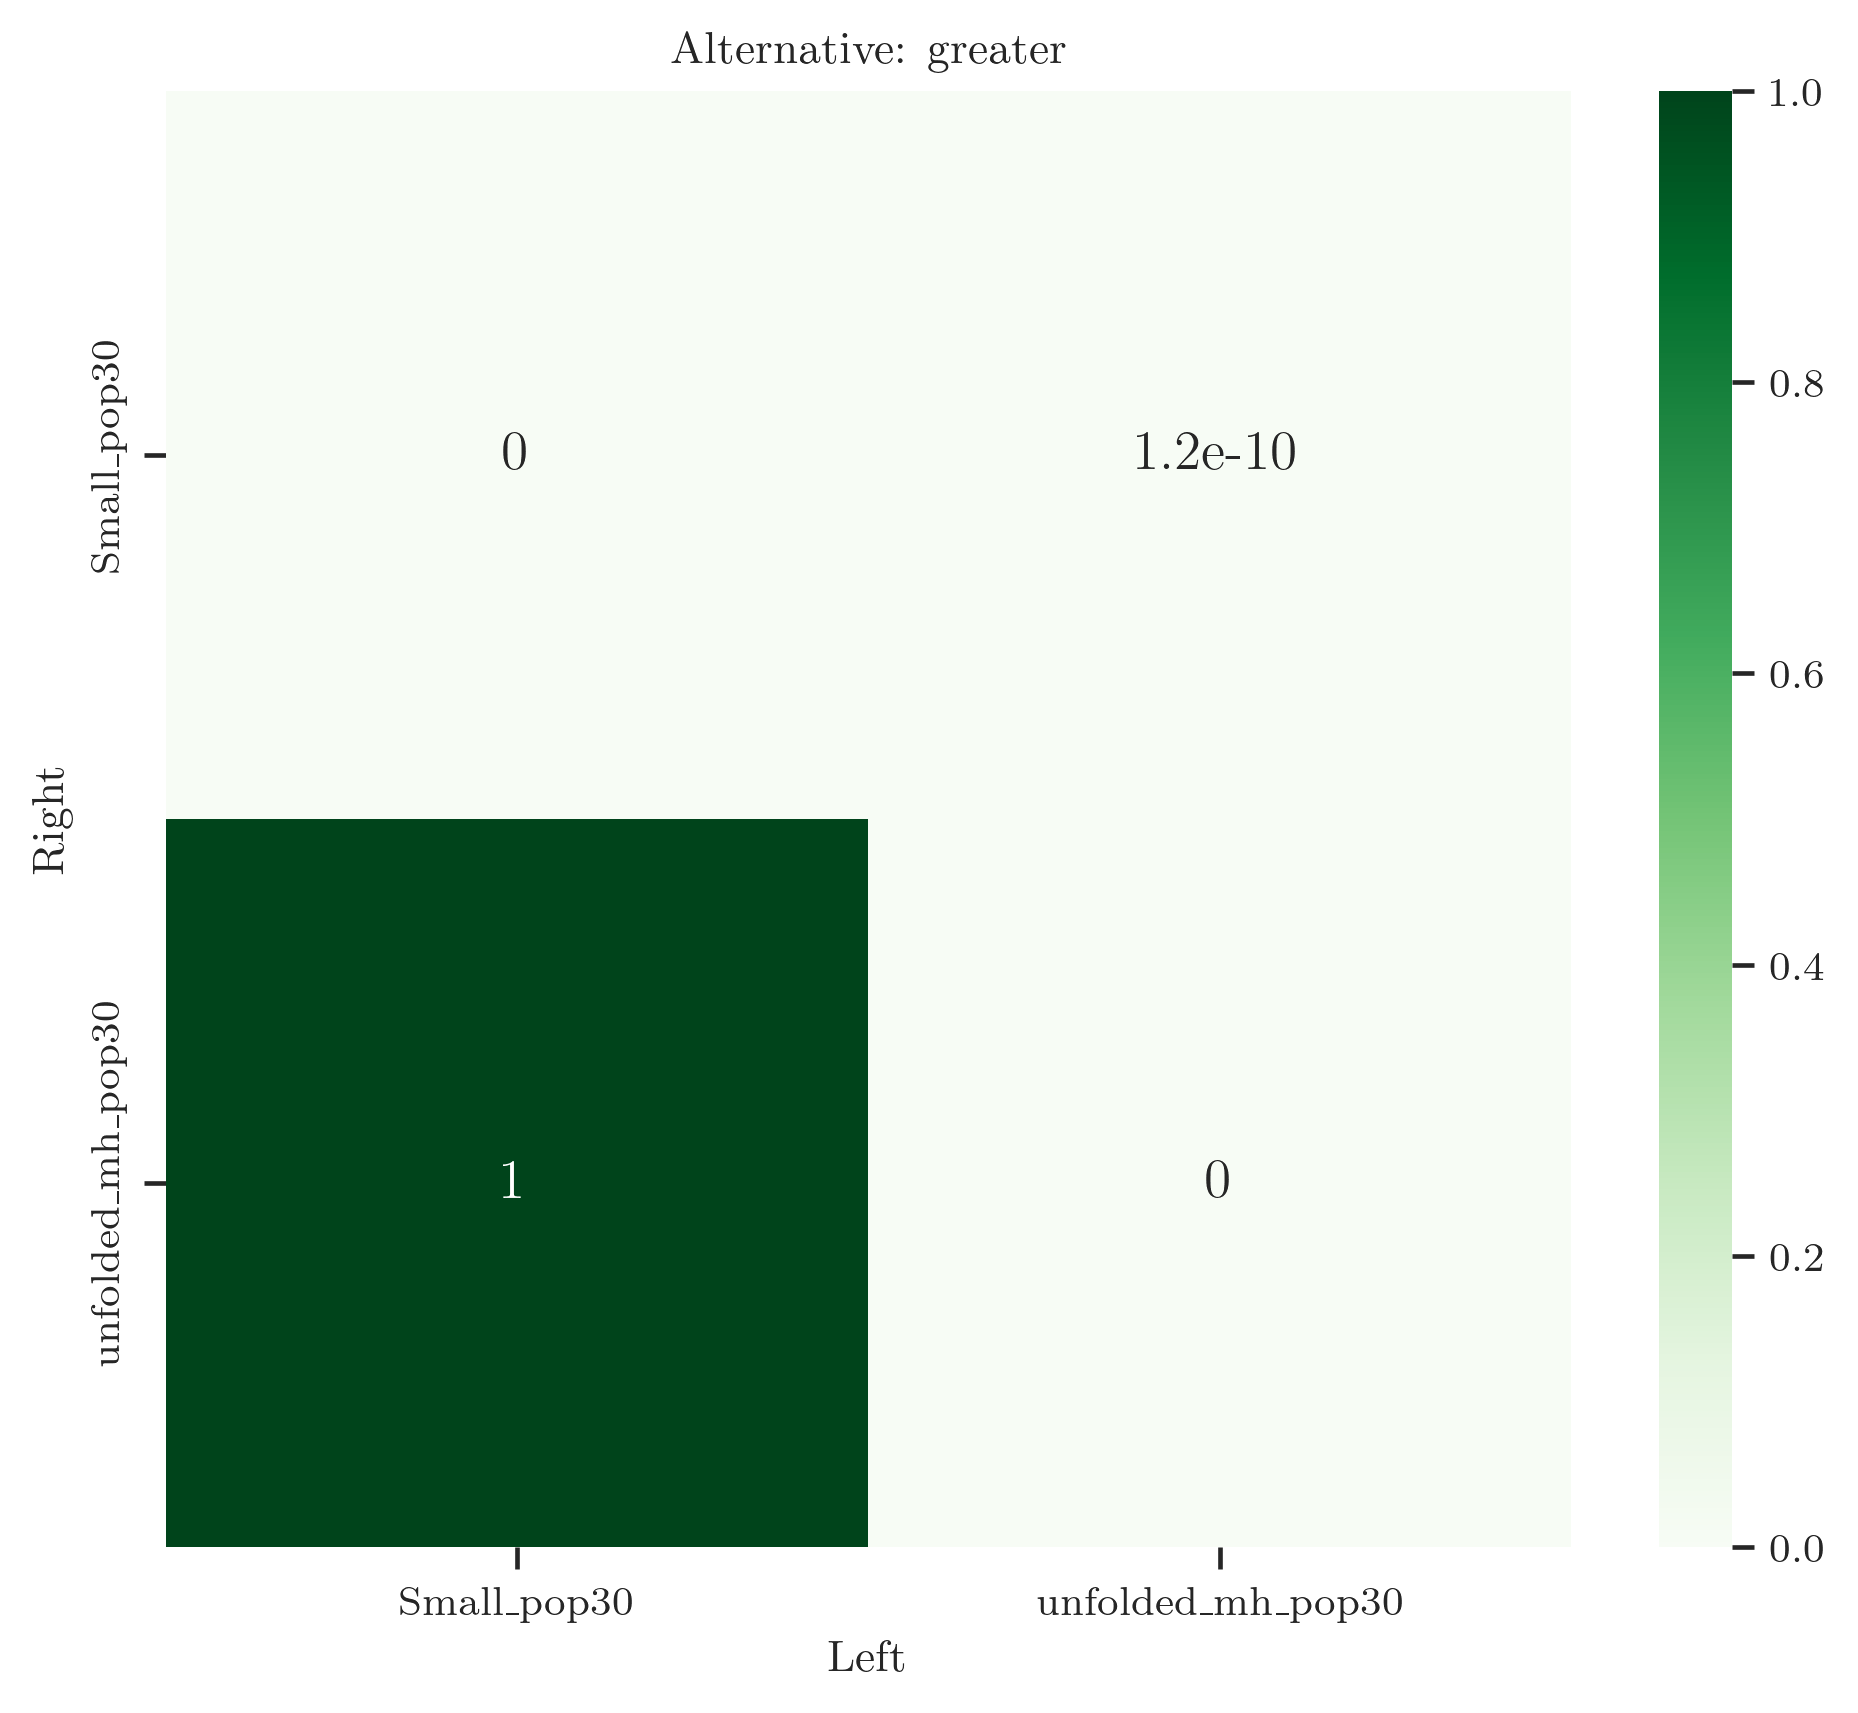 Alternative: greater
Right
Small_pop30
unfolded_mh_pop30
0
1.2e-10
1
0
Small_pop30
unfolded_mh_pop30
Left
1.0
0.8
0.6
0.4
0.2
0.0